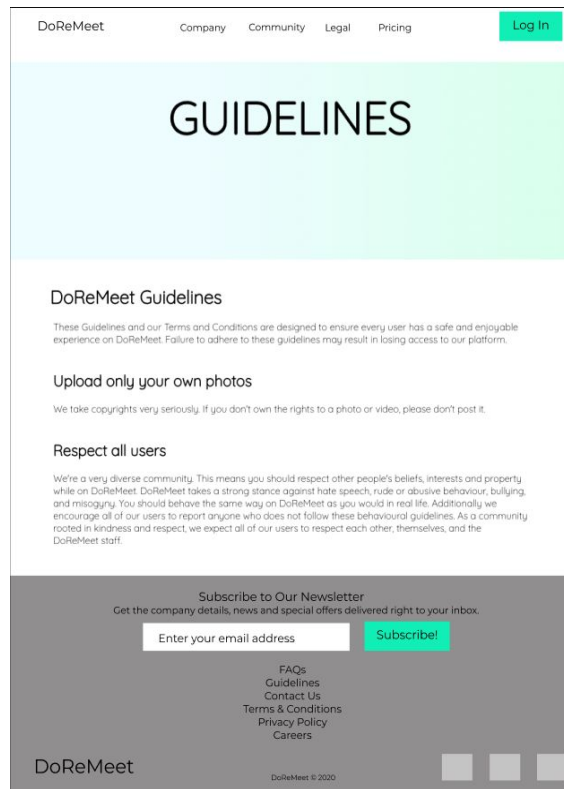 DoReMeet Company Community Legal Pricing Log In
GUIDELINES
DoReMeet Guidelines
These Guidelines and our Terms and Conditions are designed to ensure every user has a safe and enjoyable
experience on DoReMeet. Failure to adhere to these guidelines may result in losing access to our platform.
Upload only your own photos
We take copyrights very seriously. If you don't own the rights to a photo or video, please don't post it.
Respect all users
We're a very diverse community. This means you should respect other people's beliefs, interests and property
while on DoReMeet. DoReMeet takes a strong stance against hate speech, rude or abusive behaviour, bullying,
and misogyny. You should behave the same way on DoReMeet as you would in real life. Additionally we
encourage all of our users to report anyone who does not follow these behavioural guidelines. As a community
rooted in kindness and respect, we expect all of our users to respect each other, themselves, and the
DoReMeet staff.
Subscribe to Our Newsletter
Get the company details, news and special offers delivered right to your inbox.
Enter your email address Subscribe!
FAQs
Guidelines
Contact Us
Terms & Conditions
Privacy Policy
Careers
DoReMeet
DoReMeet © 2020